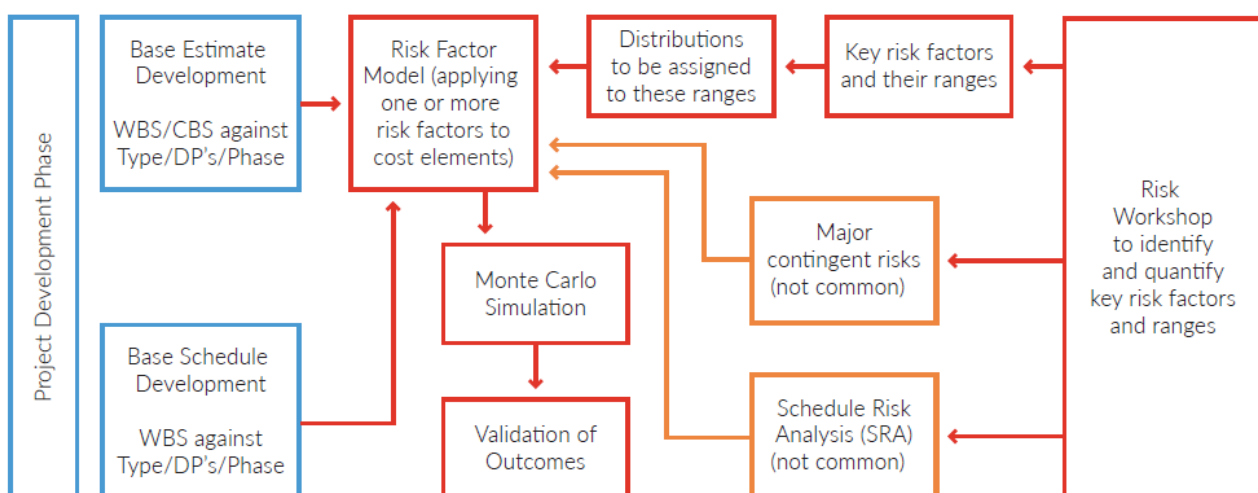 Project Development Phase
Base Estimate
Development
WBS/CBS against
Type/DP's/Phase
Risk Factor
Model (applying
one or more
risk factors to
cost elements)
Distributions
to be assigned
to these ranges
Key risk factors
and their ranges
Risk
Workshop
to identify
and quantify
key risk factors
and ranges
Monte Carlo
Simulation
Major
contingent risks
(not common)
Base Schedule
Development
WBS against
Type/DP's/Phase
Validation of
Outcomes
Schedule Risk
Analysis (SRA)
(not common)